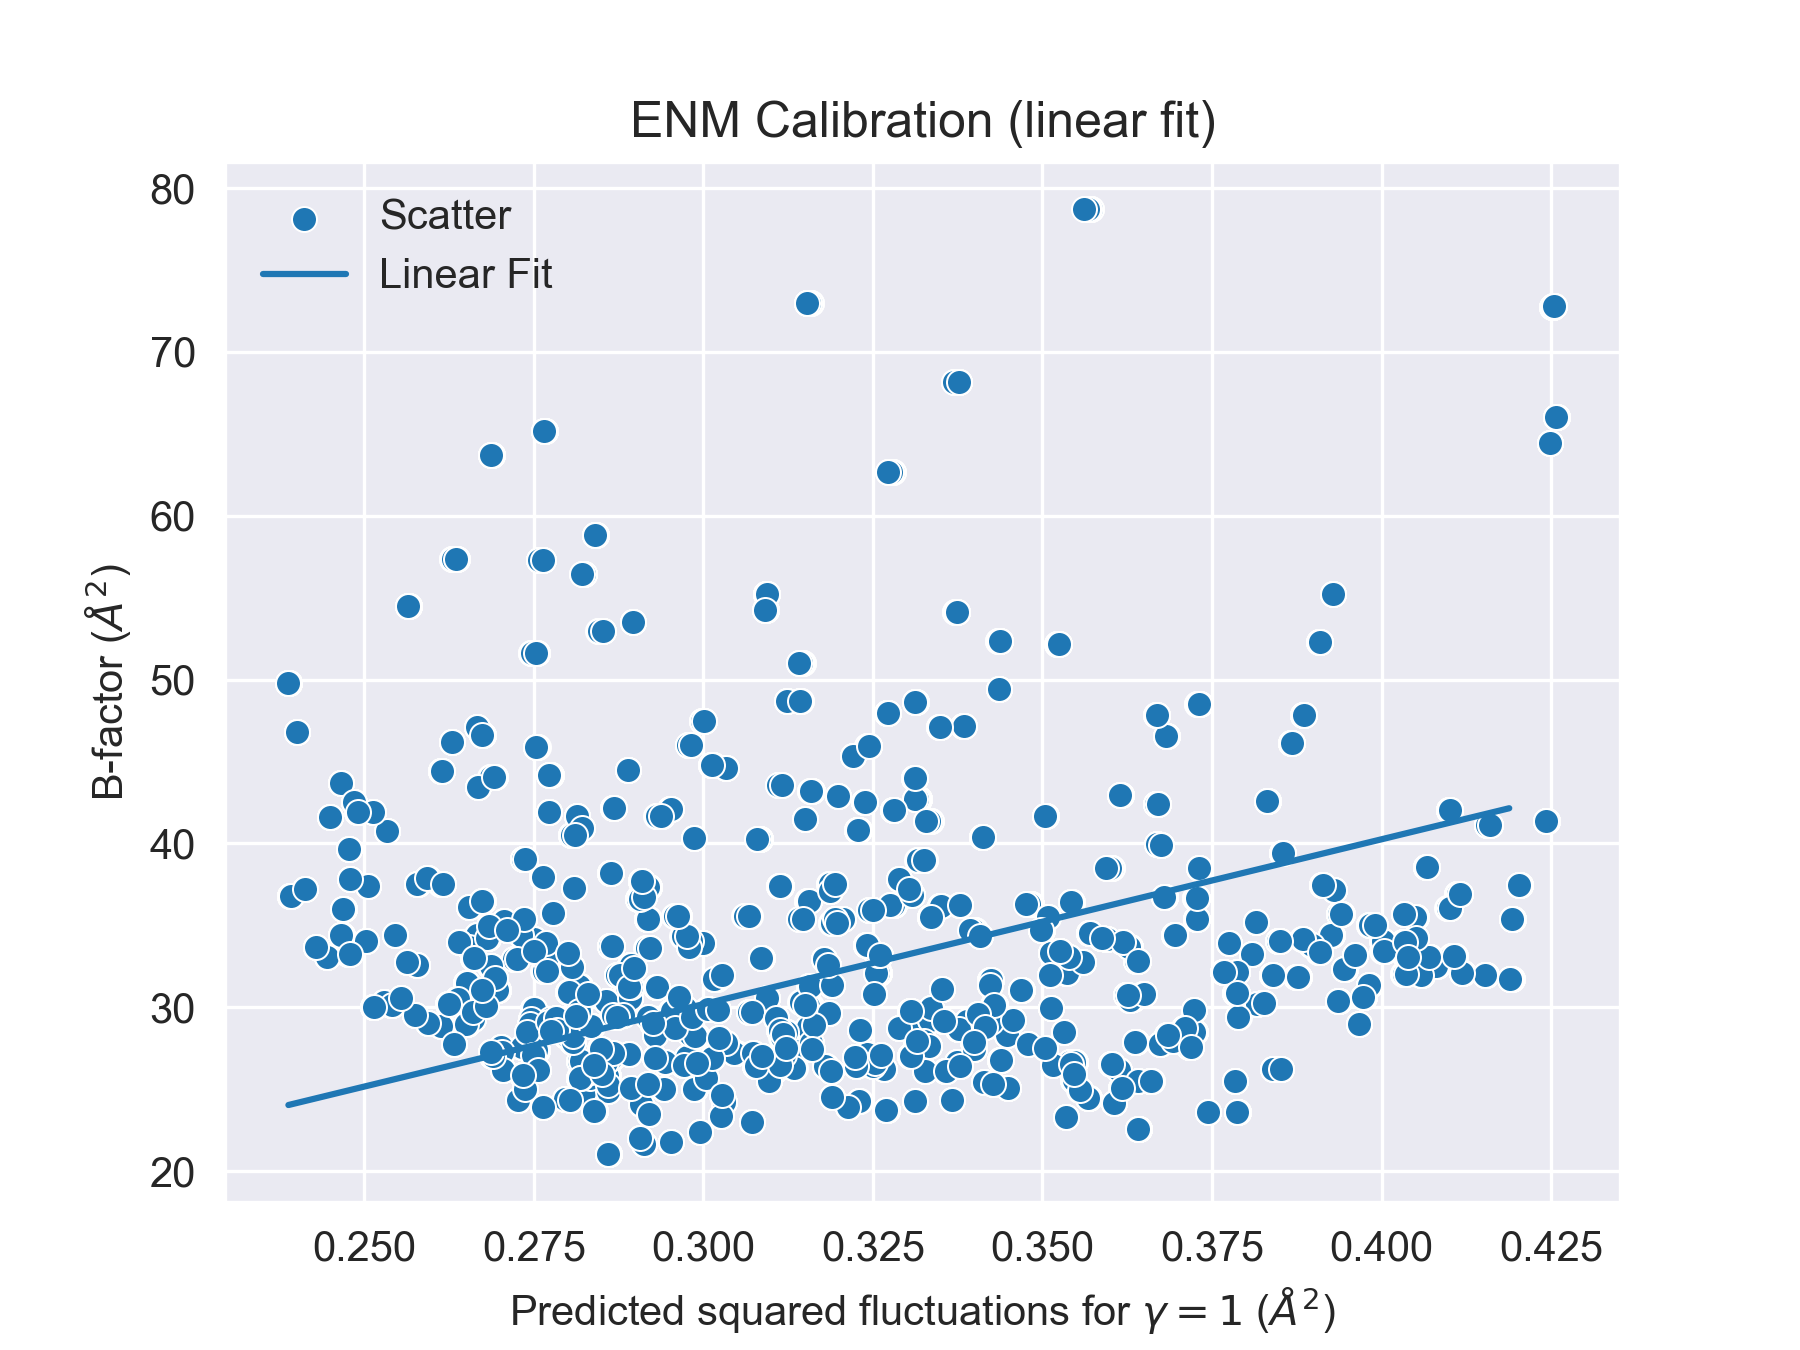 ENM Calibration (linear fit)
Scatter
Linear Fit
80
70
60
50
40
30
20
B-factor (Å²)
0.250 0.275 0.300 0.325 0.350 0.375 0.400 0.425
Predicted squared fluctuations for γ = 1 (Å²)